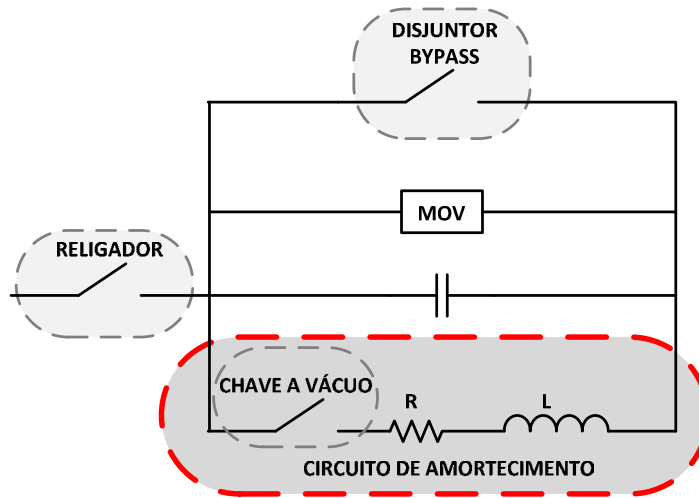 DISJUNTOR
BYPASS
MOV
RELIGADOR
CHAVE A VÁCUO
R
L
CIRCUITO DE AMORTECIMENTO